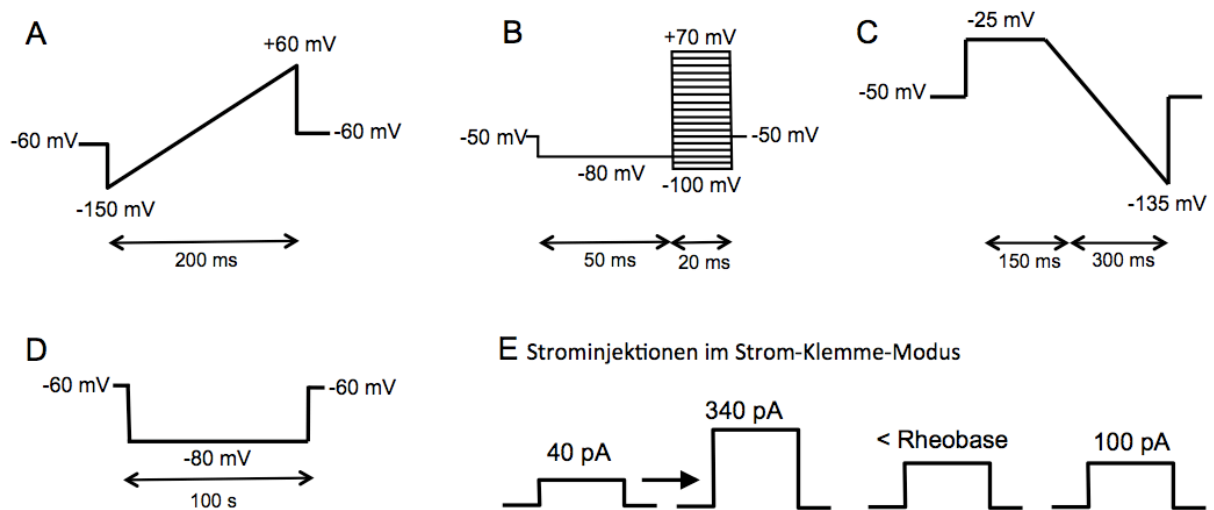 A
+60 mV
-60 mV
-60 mV
-150 mV
200 ms
B
+70 mV
-50 mV
-50 mV
-80 mV
-100 mV
50 ms
20 ms
C
-25 mV
-50 mV
-135 mV
150 ms
300 ms
D
-60 mV
-60 mV
-80 mV
100 s
E Strominjektionen im Strom-Klemme-Modus
40 pA
340 pA
< Rheobase
100 pA